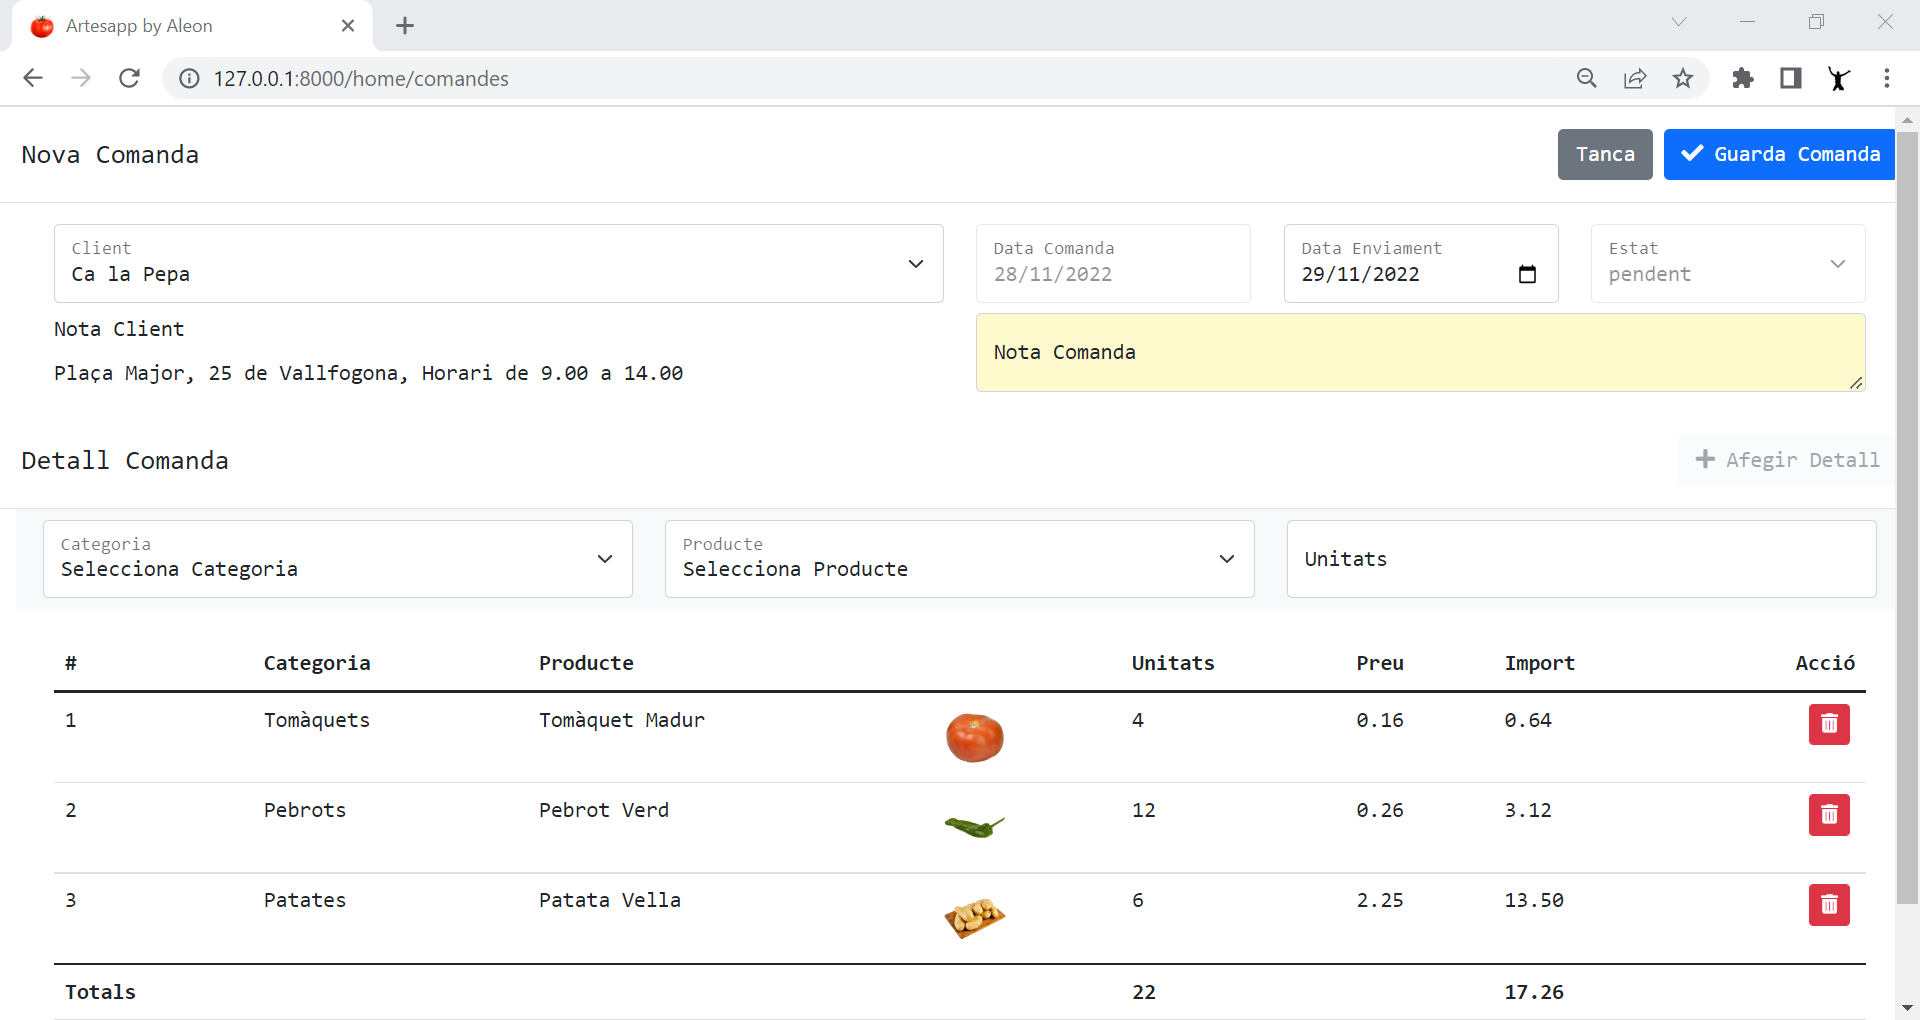 Artesapp by Aleon
127.0.0.1:8000/home/comandes
Nova Comanda
Tanca
Guarda Comanda
Client
Ca la Pepa
Data Comanda
28/11/2022
Data Enviament
29/11/2022
Estat
pendent
Nota Client
Plaça Major, 25 de Vallfogona, Horari de 9.00 a 14.00
Nota Comanda
Detall Comanda
Afegir Detall
Categoria
Selecciona Categoria
Producte
Selecciona Producte
Unitats
# Categoria Producte Unitats Preu Import Acció
1 Tomàquets Tomàquet Madur 4 0.16 0.64
2 Pebrots Pebrot Verd 12 0.26 3.12
3 Patates Patata Vella 6 2.25 13.50
Totals 22 17.26